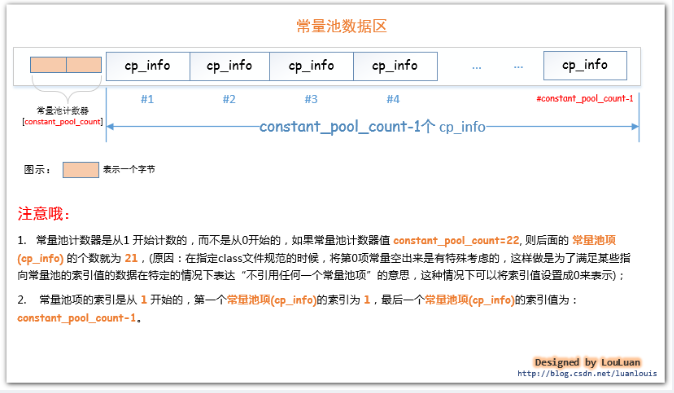 常量池数据区
cp_info cp_info cp_info cp_info ... ... cp_info
#1 #2 #3 #4 #constant_pool_count-1
常量池计数器
[constant_pool_count]
constant_pool_count-1个 cp_info
图示： 表示一个字节
注意哦:
1. 常量池计数器是从1 开始计数的，而不是从0开始的，如果常量池计数器值 constant_pool_count=22, 则后面的 常量池项
(cp_info) 的个数就为 21，(原因：在指定class文件规范的时候，将第0项常量空出来是有特殊考虑的，这样做是为了满足某些指
向常量池的索引值的数据在特定的情况下表达“不引用任何一个常量池项”的意思，这种情况下可以将索引值设置成0来表示)；
2. 常量池项的索引是从 1 开始的，第一个常量池项(cp_info)的索引为 1，最后一个常量池项(cp_info)的索引值为：
constant_pool_count-1。
Designed by LouLuan
http://blog.csdn.net/luanlouis